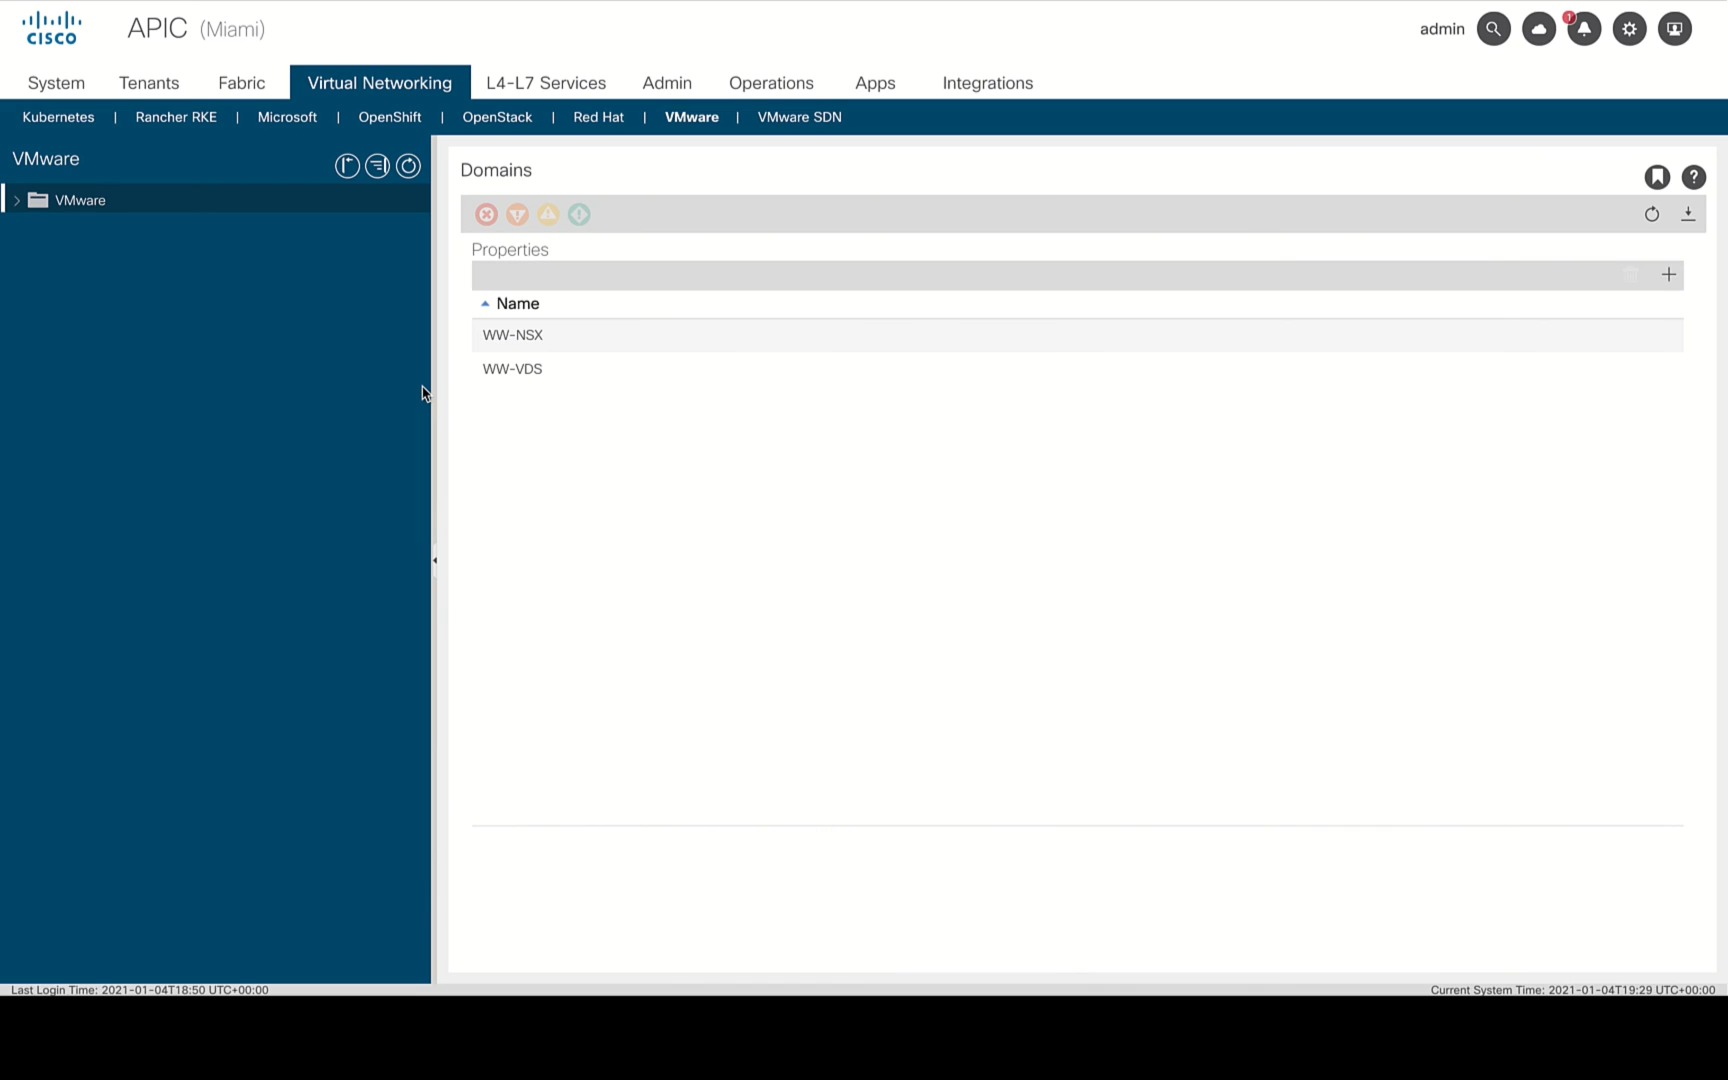 CISCO
APIC (Miami)
admin
1
System Tenants Fabric Virtual Networking L4-L7 Services Admin Operations Apps Integrations
Kubernetes | Rancher RKE | Microsoft | OpenShift | OpenStack | Red Hat | VMware | VMware SDN
VMware
VMware
Domains
?
Properties
Name
WW-NSX
WW-VDS
Last Login Time: 2021-01-04T18:50 UTC+00:00
Current System Time: 2021-01-04T19:29 UTC+00:00